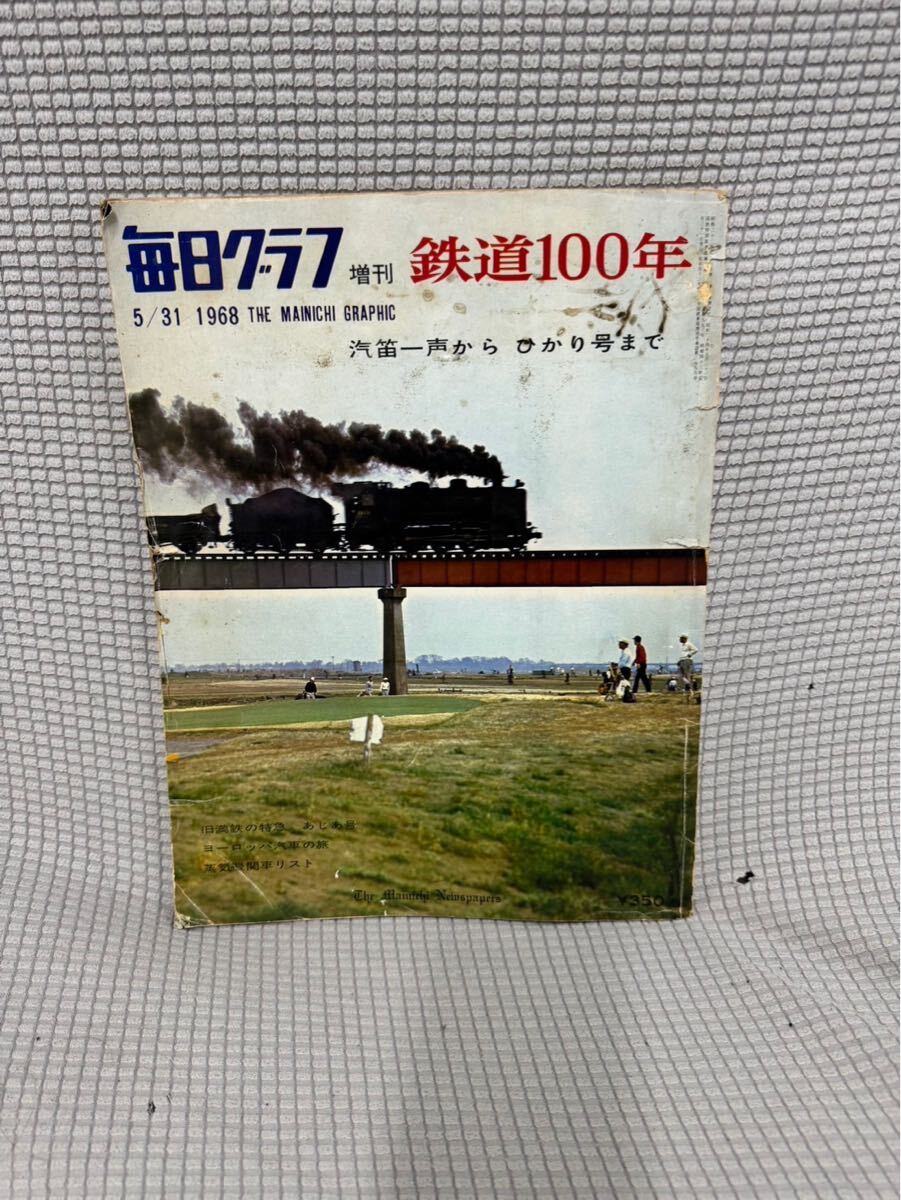 毎日グラフ 増刊 鉄道100年
5/31 1968 THE MAINICHI GRAPHIC
汽笛一声から ひかり号まで
旧満鉄の特急 あじあ号
ヨーロッパ汽車の旅
蒸気機関車リスト
The Mainichi Newspapers
¥350